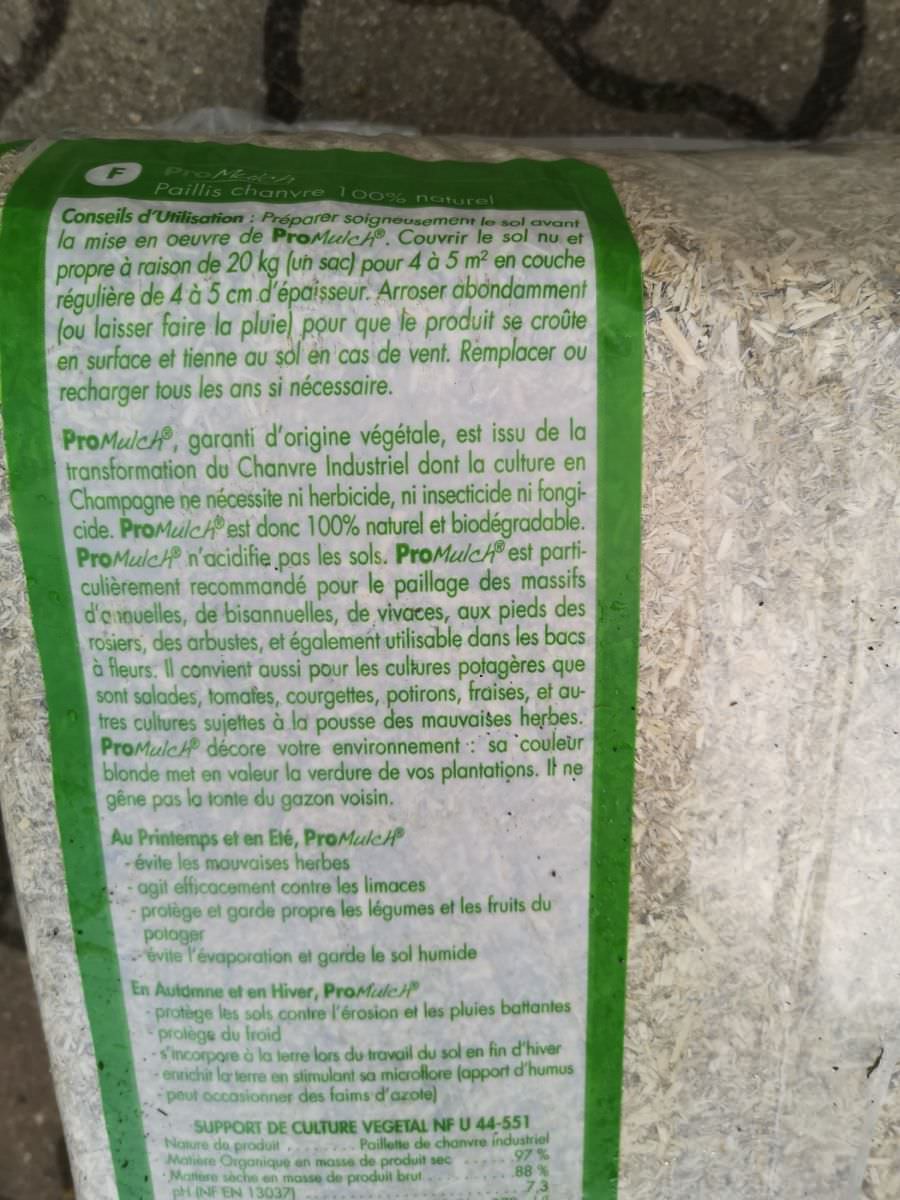 F ProMulch
Paillis chanvre 100% naturel
Conseils d'Utilisation : Préparer soigneusement le sol avant
la mise en oeuvre de ProMulch®. Couvrir le sol nu et
propre à raison de 20 kg (un sac) pour 4 à 5 m² en couche
régulière de 4 à 5 cm d'épaisseur. Arroser abondamment
(ou laisser faire la pluie) pour que le produit se croûte
en surface et tienne au sol en cas de vent. Remplacer ou
recharger tous les ans si nécessaire.
ProMulch®, garanti d'origine végétale, est issu de la
transformation du Chanvre Industriel dont la culture en
Champagne ne nécessite ni herbicide, ni insecticide ni fongi-
cide. ProMulch® est donc 100% naturel et biodégradable.
ProMulch® n'acidifie pas les sols. ProMulch® est parti-
culièrement recommandé pour le paillage des massifs
d'annuelles, de bisannuelles, de vivaces, aux pieds des
rosiers, des arbustes, et également utilisable dans les bacs
à fleurs. Il convient aussi pour les cultures potagères que
sont salades, tomates, courgettes, potirons, fraises, et au-
tres cultures sujettes à la pousse des mauvaises herbes.
ProMulch® décore votre environnement : sa couleur
blonde met en valeur la verdure de vos plantations. Il ne
gêne pas la tonte du gazon voisin.
Au Printemps et en Eté, ProMulch®
- évite les mauvaises herbes
- agit efficacement contre les limaces
- protège et garde propre les légumes et les fruits du
potager
- évite l'évaporation et garde le sol humide
En Automne et en Hiver, ProMulch®
- protège les sols contre l'érosion et les pluies battantes
- protège du froid
- s'incorpore à la terre lors du travail du sol en fin d'hiver
- enrichit la terre en stimulant sa microflore (apport d'humus
peut occasionner des faims d'azote)
SUPPORT DE CULTURE VEGETAL NF U 44-551
Nature du produit ........ Paillette de chanvre industriel
Matière Organique en masse de produit sec ...... 97 %
Matière sèche en masse de produit brut ...... 88 %
pH (NF EN 13037) ...... 7,3